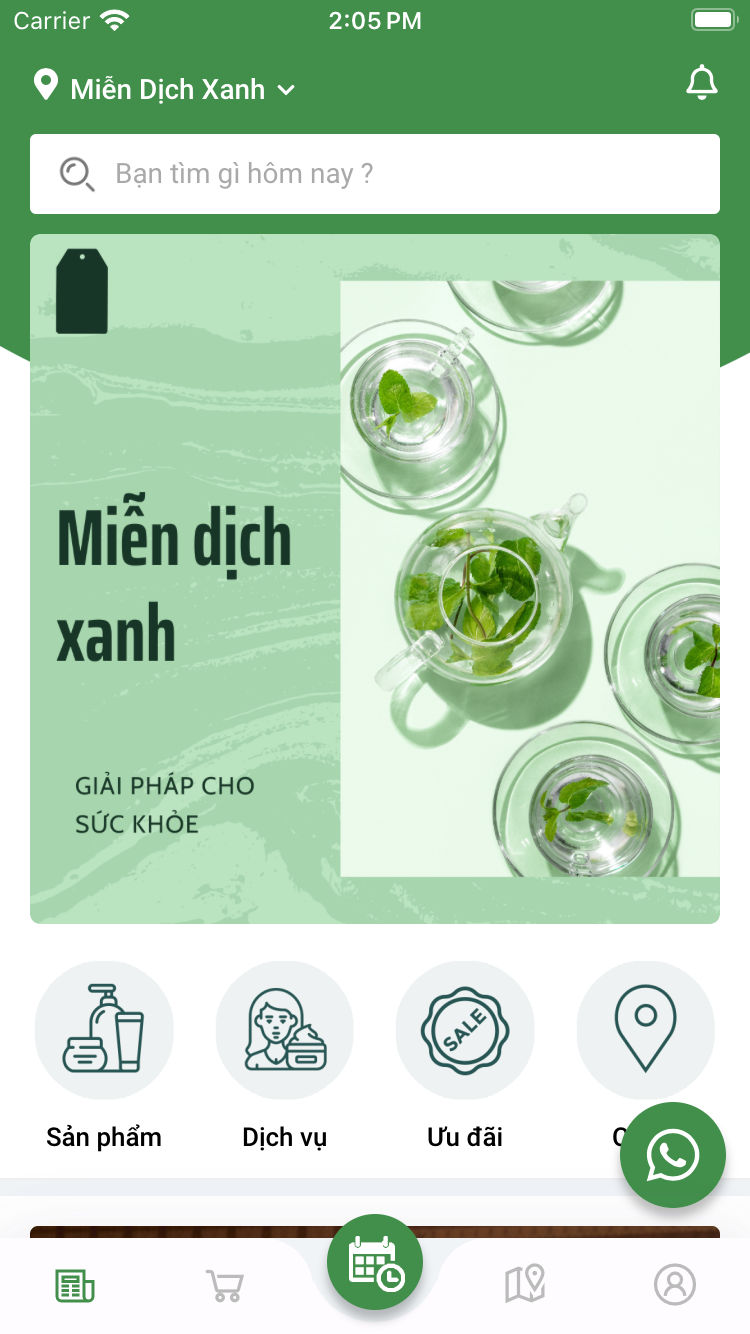 Carrier 2:05 PM
Miễn Dịch Xanh
Bạn tìm gì hôm nay ?
Miễn dịch
xanh
GIẢI PHÁP CHO
SỨC KHỎE
SALE
Sản phẩm Dịch vụ Ưu đãi